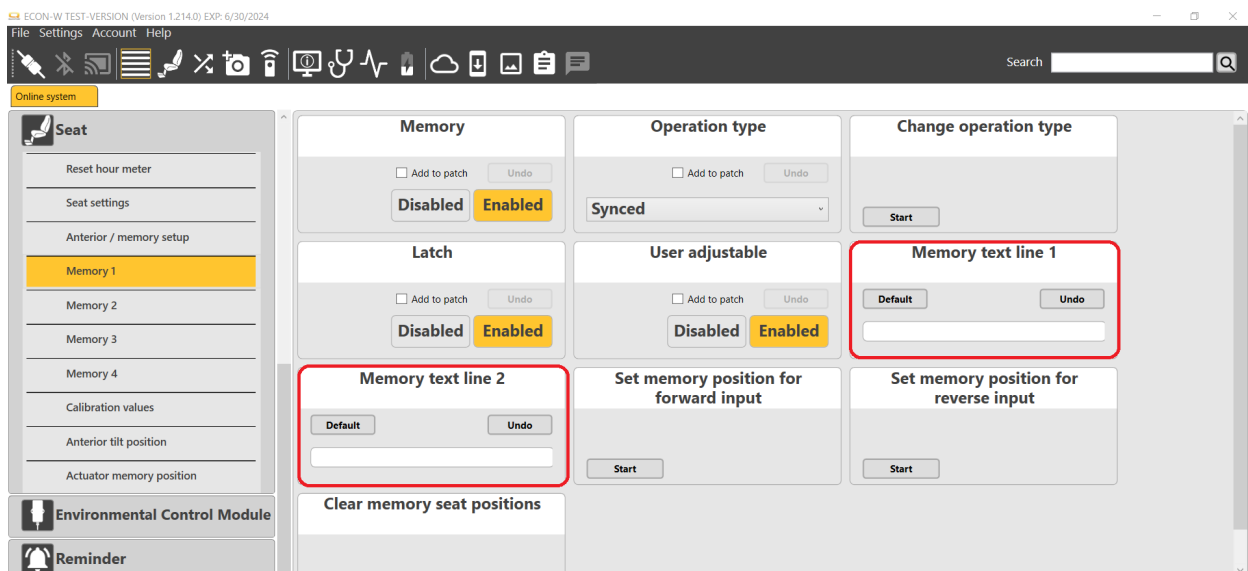 ECON-W TEST-VERSION (Version 1.214.0) EXP: 6/30/2024
File Settings Account Help
Search
Online system
Seat
Reset hour meter
Seat settings
Anterior / memory setup
Memory 1
Memory 2
Memory 3
Memory 4
Calibration values
Anterior tilt position
Actuator memory position
Environmental Control Module
Reminder
Memory
Add to patch Undo
Disabled Enabled
Operation type
Add to patch Undo
Synced
Change operation type
Start
Latch
Add to patch Undo
Disabled Enabled
User adjustable
Add to patch Undo
Disabled Enabled
Memory text line 1
Default Undo
Memory text line 2
Default Undo
Set memory position for
forward input
Start
Set memory position for
reverse input
Start
Clear memory seat positions